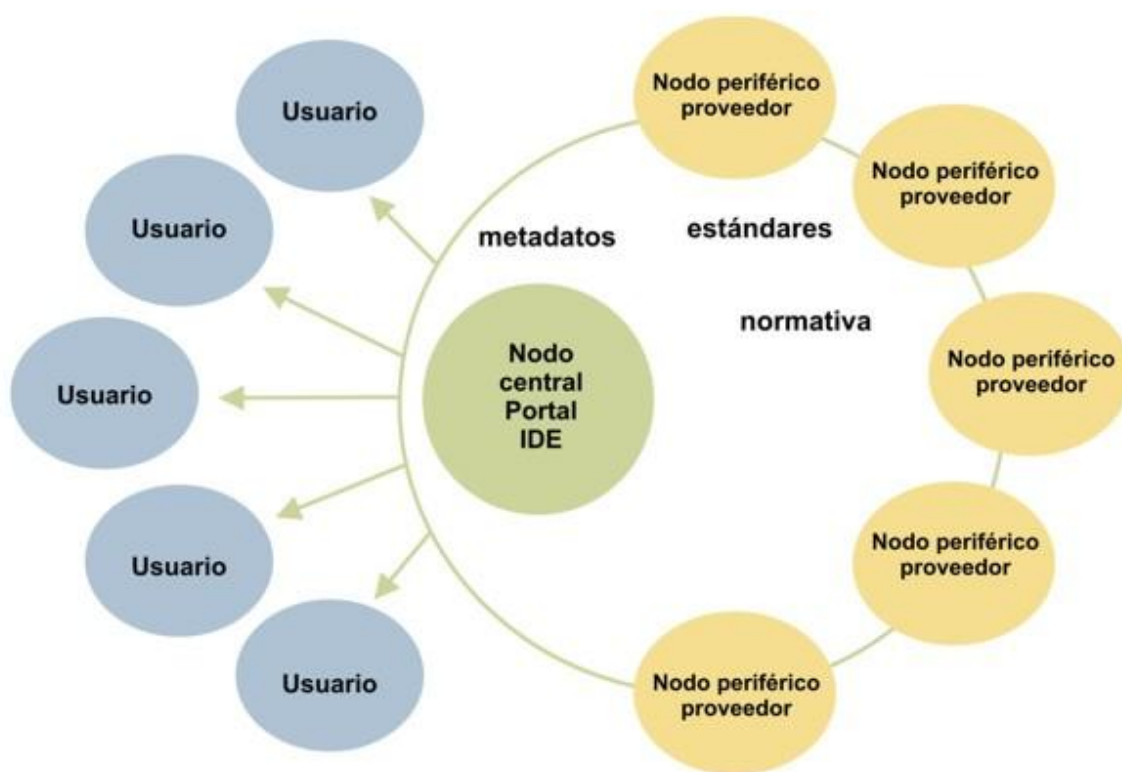 Usuario
Usuario
Usuario
Usuario
Usuario
metadatos
estándares
normativa
Nodo
central
Portal
IDE
Nodo periférico
proveedor
Nodo periférico
proveedor
Nodo periférico
proveedor
Nodo periférico
proveedor
Nodo periférico
proveedor